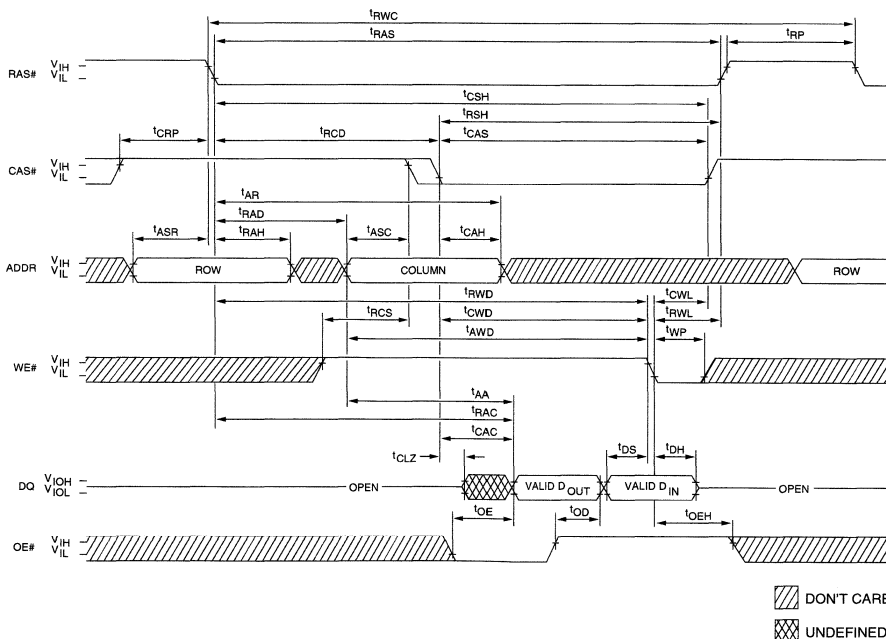 tRWC
tRAS tRP
RAS# VIH
VIL
tCSH
tRSH
tCRP tRCD tCAS
CAS# VIH
VIL
tAR
tRAD
tASR tRAH tASC tCAH
ADDR VIH
VIL
ROW COLUMN ROW
tRWD tCWL
tRCS tCWD tRWL
tAWD tWP
WE# VIH
VIL
tAA
tRAC
tCAC
tCLZ tDS tDH
DQ VIOH
VIOL
OPEN VALID DOUT VALID DIN OPEN
tOE tOD tOEH
OE# VIH
VIL
DON'T CARE
UNDEFINED